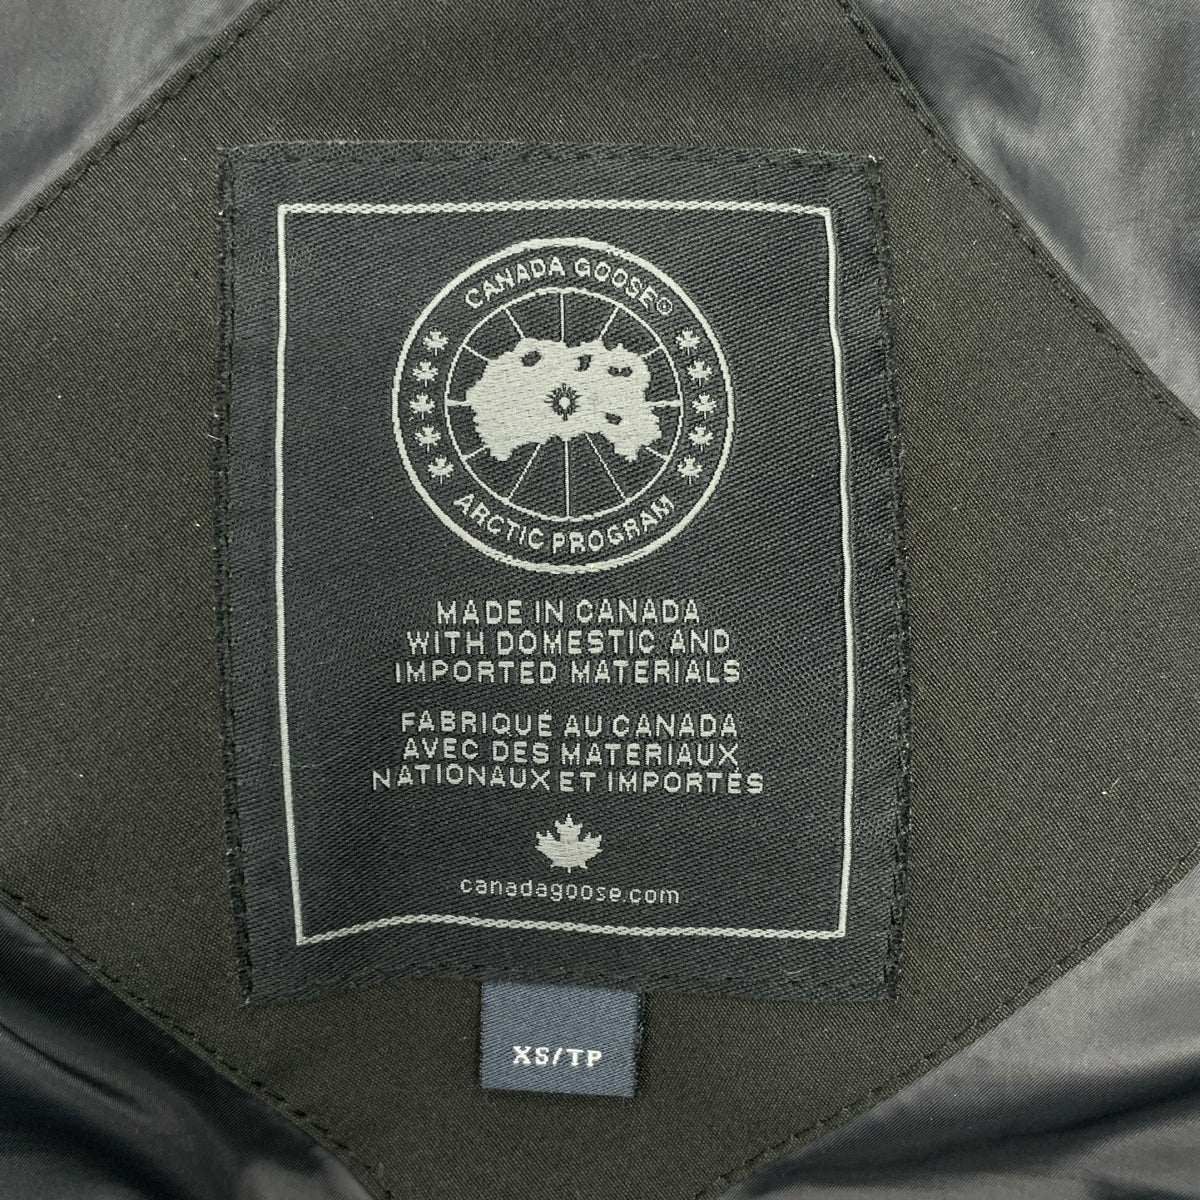 CANADA GOOSE®
ARCTIC PROGRAM
MADE IN CANADA
WITH DOMESTIC AND
IMPORTED MATERIALS
FABRIQUÉ AU CANADA
AVEC DES MATERIAUX
NATIONAUX ET IMPORTÉS
canadagoose.com
XS/TP